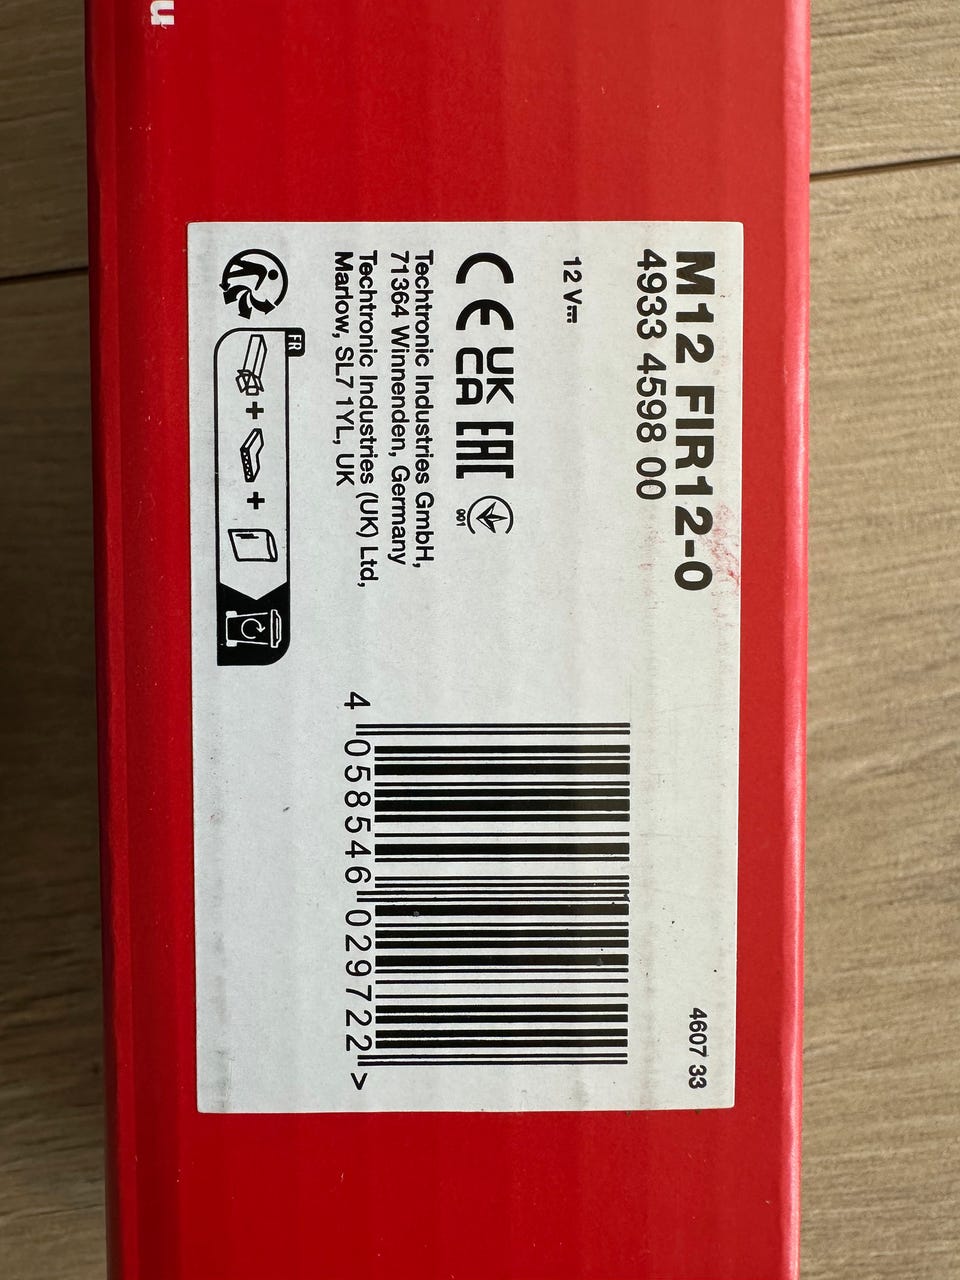 M12 FIR12-0
4933 4598 00
4607 33
12 V
CE UK CA EAC
001
Techtronic Industries GmbH,
71364 Winnenden, Germany
Techtronic Industries (UK) Ltd,
Marlow, SL7 1YL, UK
FR
+ +
4 058546 029722 >